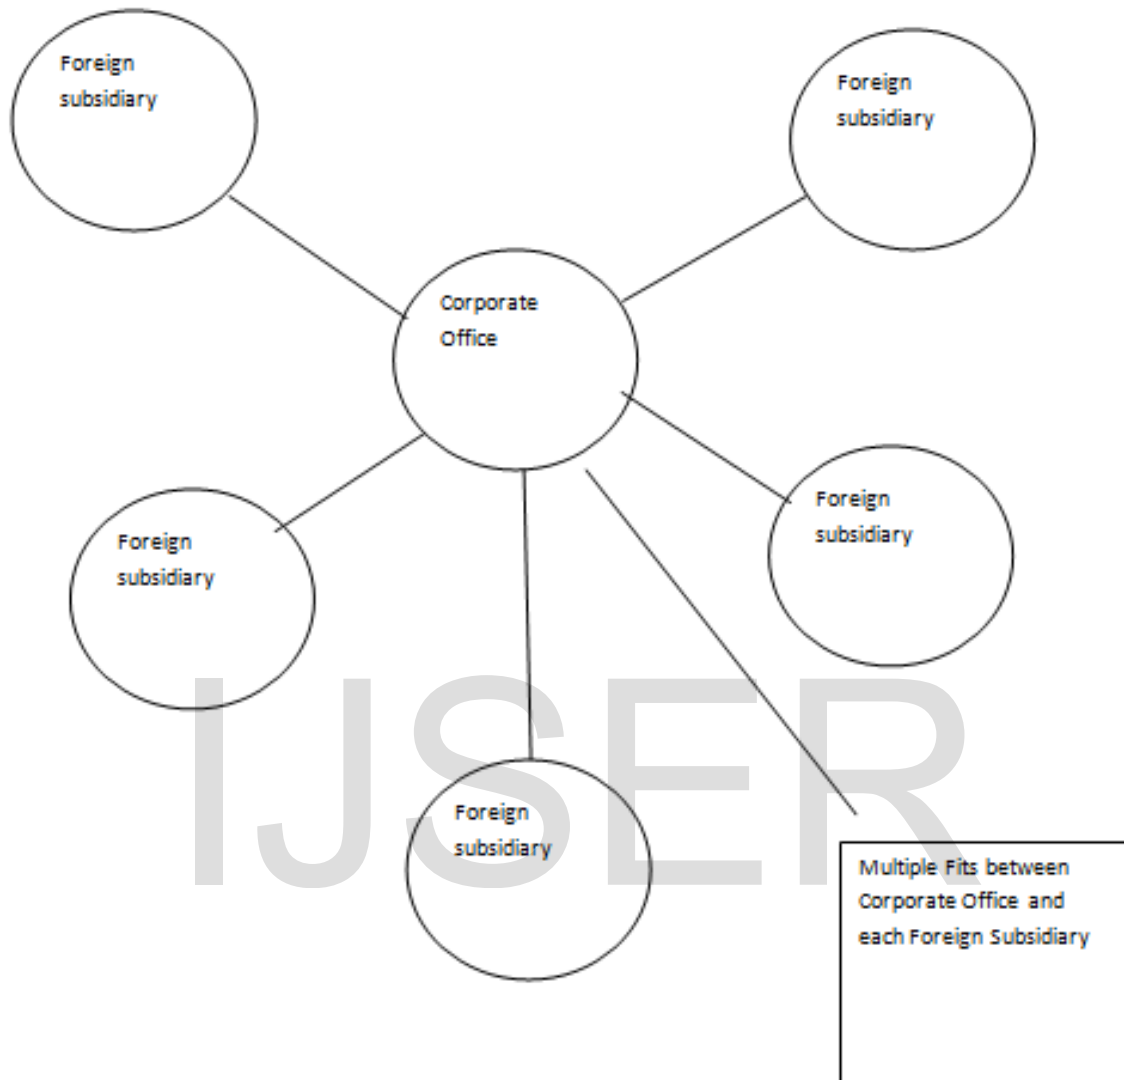 Foreign
subsidiary
Foreign
subsidiary
Corporate
Office
Foreign
subsidiary
Foreign
subsidiary
Foreign
subsidiary
Multiple Fits between
Corporate Office and
each Foreign Subsidiary
IJSER